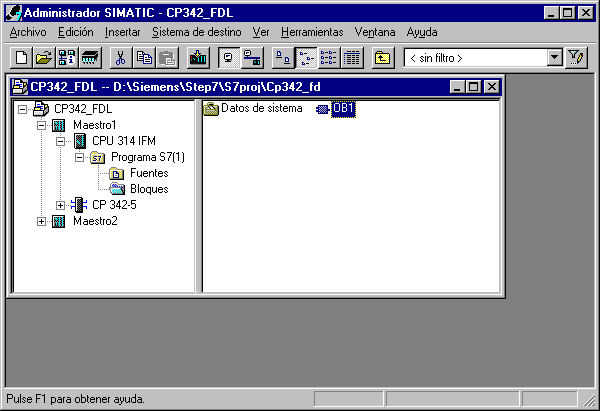 Administrador SIMATIC - CP342_FDL
Archivo Edición Insertar Sistema de destino Ver Herramientas Ventana Ayuda
< sin filtro >
CP342_FDL -- D:\Siemens\Step7\S7proj\Cp342_fd
CP342_FDL
Maestro1
CPU 314 IFM
S7 Programa S7(1)
Fuentes
Bloques
CP 342-5
Maestro2
Datos de sistema OB1
Pulse F1 para obtener ayuda.